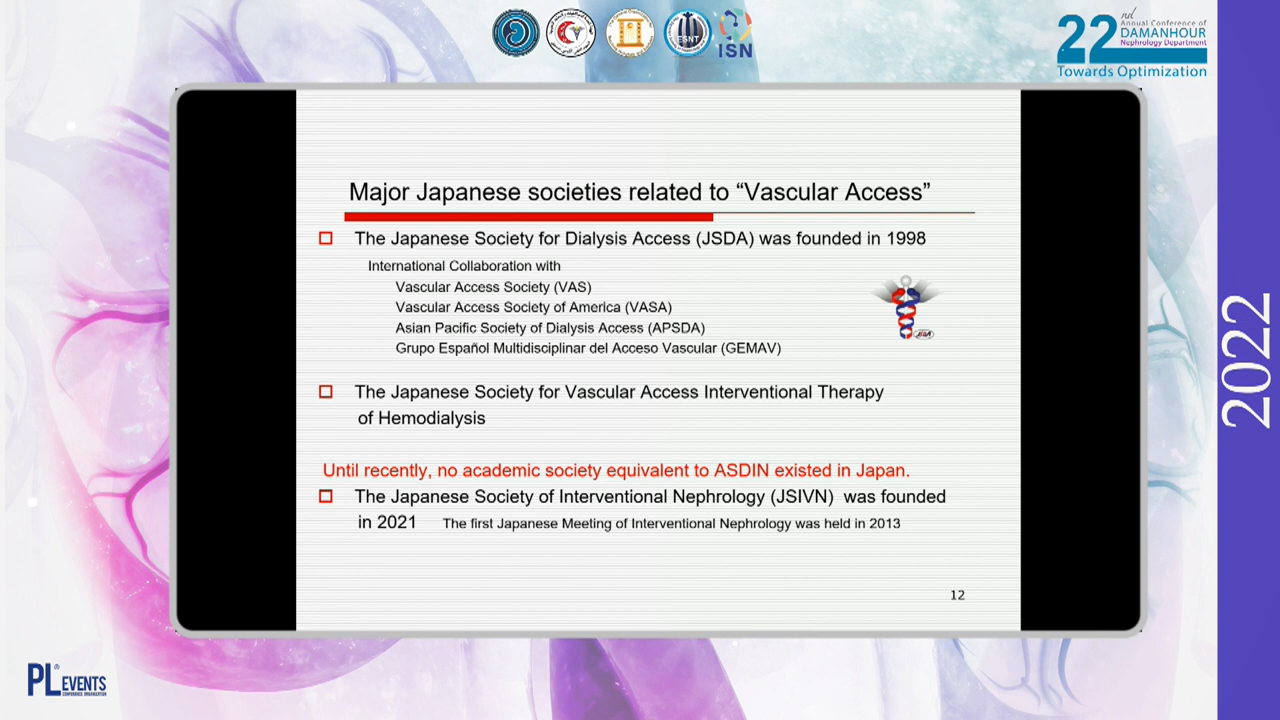 ESNT
ISN
22nd
Annual Conference of
DAMANHOUR
Nephrology Department
Towards Optimization
Major Japanese societies related to “Vascular Access”
The Japanese Society for Dialysis Access (JSDA) was founded in 1998
International Collaboration with
Vascular Access Society (VAS)
Vascular Access Society of America (VASA)
Asian Pacific Society of Dialysis Access (APSDA)
Grupo Español Multidisciplinar del Acceso Vascular (GEMAV)
JSDA
The Japanese Society for Vascular Access Interventional Therapy
of Hemodialysis
Until recently, no academic society equivalent to ASDIN existed in Japan.
The Japanese Society of Interventional Nephrology (JSIVN) was founded
in 2021 The first Japanese Meeting of Interventional Nephrology was held in 2013
12
2022
PL® EVENTS
CONFERENCE ORGANIZATION